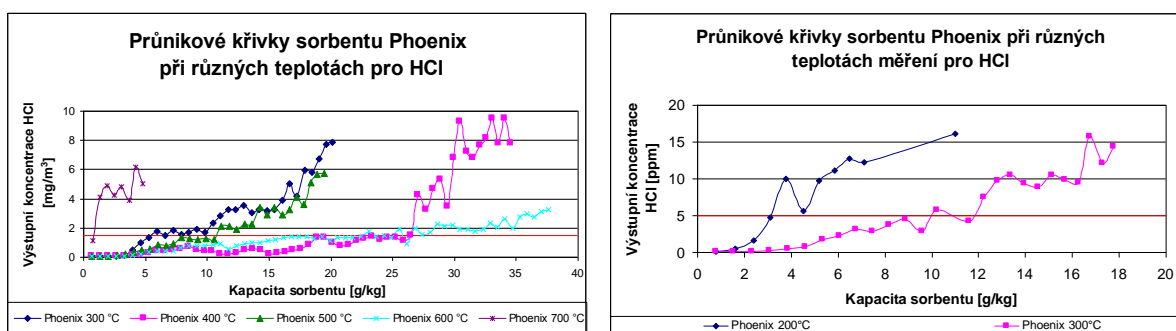 Průnikové křivky sorbentu Phoenix
při různých teplotách pro HCl
Výstupní koncentrace HCl
[mg/m³]
10
8
6
4
2
0
0 5 10 15 20 25 30 35 40
Kapacita sorbentu [g/kg]
Phoenix 300 °C Phoenix 400 °C Phoenix 500 °C Phoenix 600 °C Phoenix 700 °C
Průnikové křivky sorbentu Phoenix při různých
teplotách měření pro HCl
Výstupní koncentrace
HCl [ppm]
20
15
10
5
0
0 2 4 6 8 10 12 14 16 18 20
Kapacita sorbentu [g/kg]
Phoenix 200°C Phoenix 300°C